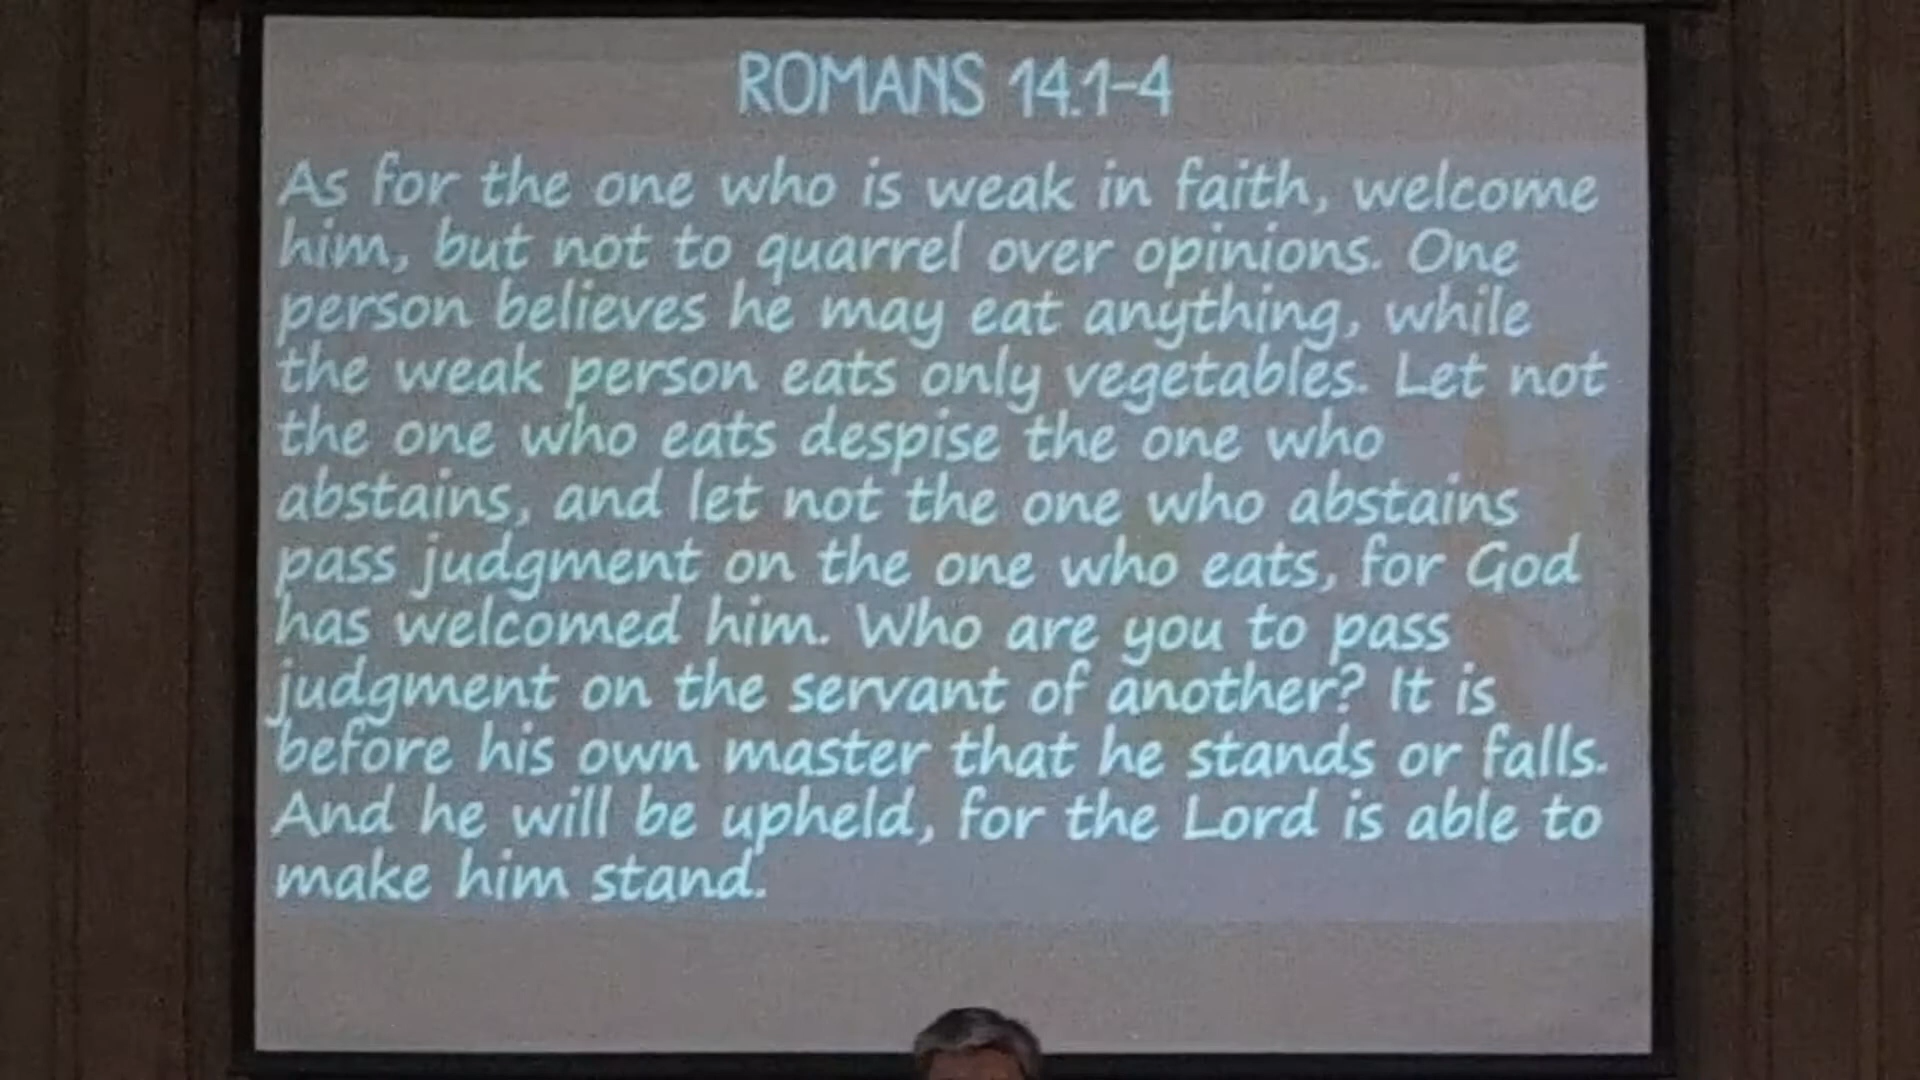 ROMANS 14.1-4
As for the one who is weak in faith, welcome
him, but not to quarrel over opinions. One
person believes he may eat anything, while
the weak person eats only vegetables. Let not
the one who eats despise the one who
abstains, and let not the one who abstains
pass judgment on the one who eats, for God
has welcomed him. Who are you to pass
judgment on the servant of another? It is
before his own master that he stands or falls.
And he will be upheld, for the Lord is able to
make him stand.